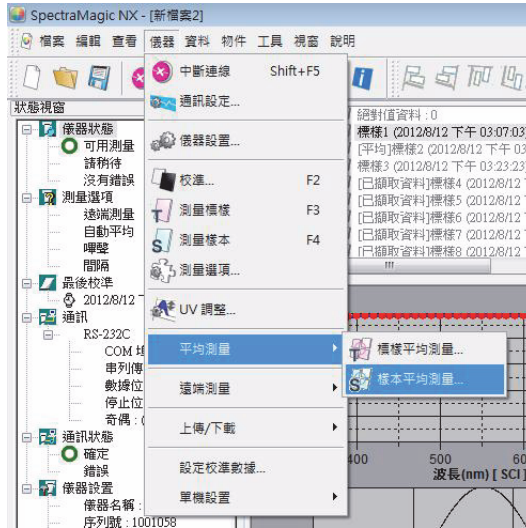 SpectraMagic NX - [新檔案2]
檔案 編輯 查看 儀器 資料 物件 工具 視窗 說明
狀態視窗
儀器狀態
可用測量
請稍待
沒有錯誤
測量選項
遠端測量
自動平均
嗶聲
間隔
最後校準
2012/8/12
通訊
RS-232C
COM
串列傳
數據位
停止位
奇偶 : (
通訊狀態
確定
錯誤
儀器設置
儀器名稱 :
序列號 : 1001058
中斷連線 Shift+F5
通訊設定...
儀器設置...
校準... F2
測量標樣 F3
測量樣本 F4
測量選項...
UV 調整...
平均測量
遠端測量
上傳/下載
設定校準數據...
單機設置
標樣平均測量...
樣本平均測量...
絕對值資料 : 0
標樣1 (2012/8/12 下午 03:07:03)
[平均]標樣2 (2012/8/12 下午 03
標樣3 (2012/8/12 下午 03:23:23)
[已擷取資料]標樣4 (2012/8/12
[已擷取資料]標樣5 (2012/8/12
[已擷取資料]標樣6 (2012/8/12
[已擷取資料]標樣7 (2012/8/12
[已擷取資料]標樣8 (2012/8/12
400 500 60
波長(nm) [ SCI ]